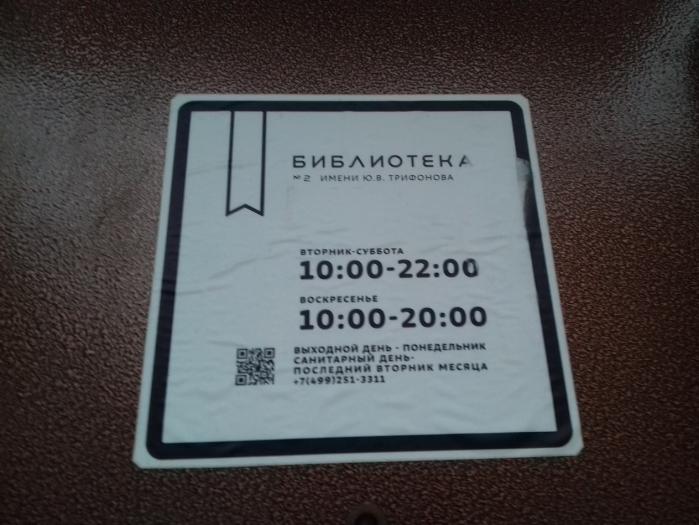 БИБЛИОТЕКА
№2 ИМЕНИ Ю.В. ТРИФОНОВА
ВТОРНИК-СУББОТА
10:00-22:00
ВОСКРЕСЕНЬЕ
10:00-20:00
ВЫХОДНОЙ ДЕНЬ - ПОНЕДЕЛЬНИК
САНИТАРНЫЙ ДЕНЬ-
ПОСЛЕДНИЙ ВТОРНИК МЕСЯЦА
+7(499)251-3311